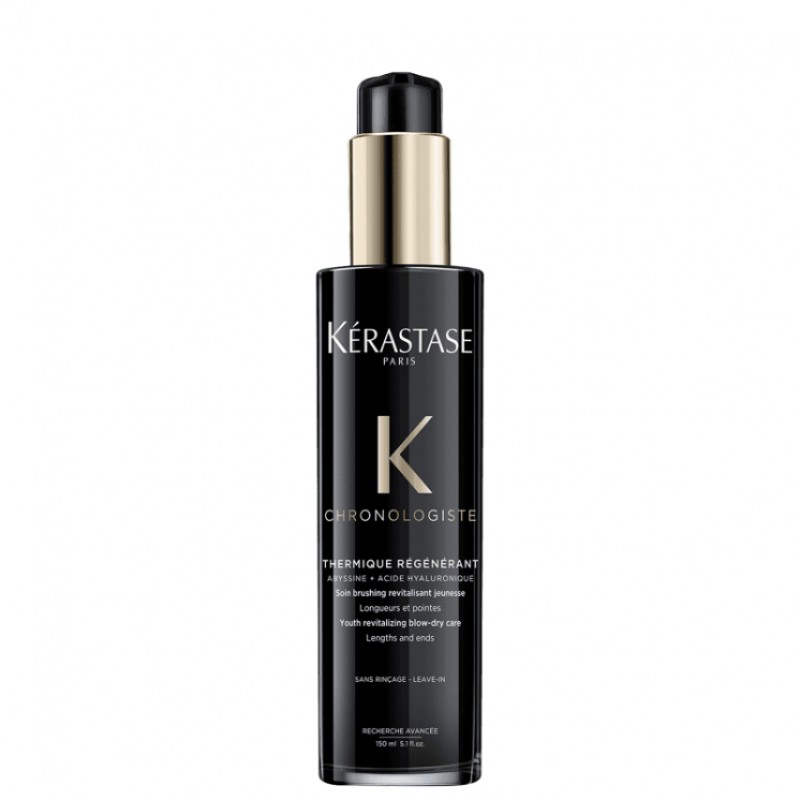 KÉRASTASE
PARIS
K
CHRONOLOGISTE
THERMIQUE RÉGÉNÉRANT
ABYSSINE + ACIDE HYALURONIQUE
Soin brushing revitalisant jeunesse
Longueurs et pointes
Youth revitalizing blow-dry care
Lengths and ends
SANS RINÇAGE - LEAVE-IN
RECHERCHE AVANCÉE
150 ml 5.1 fl.oz.